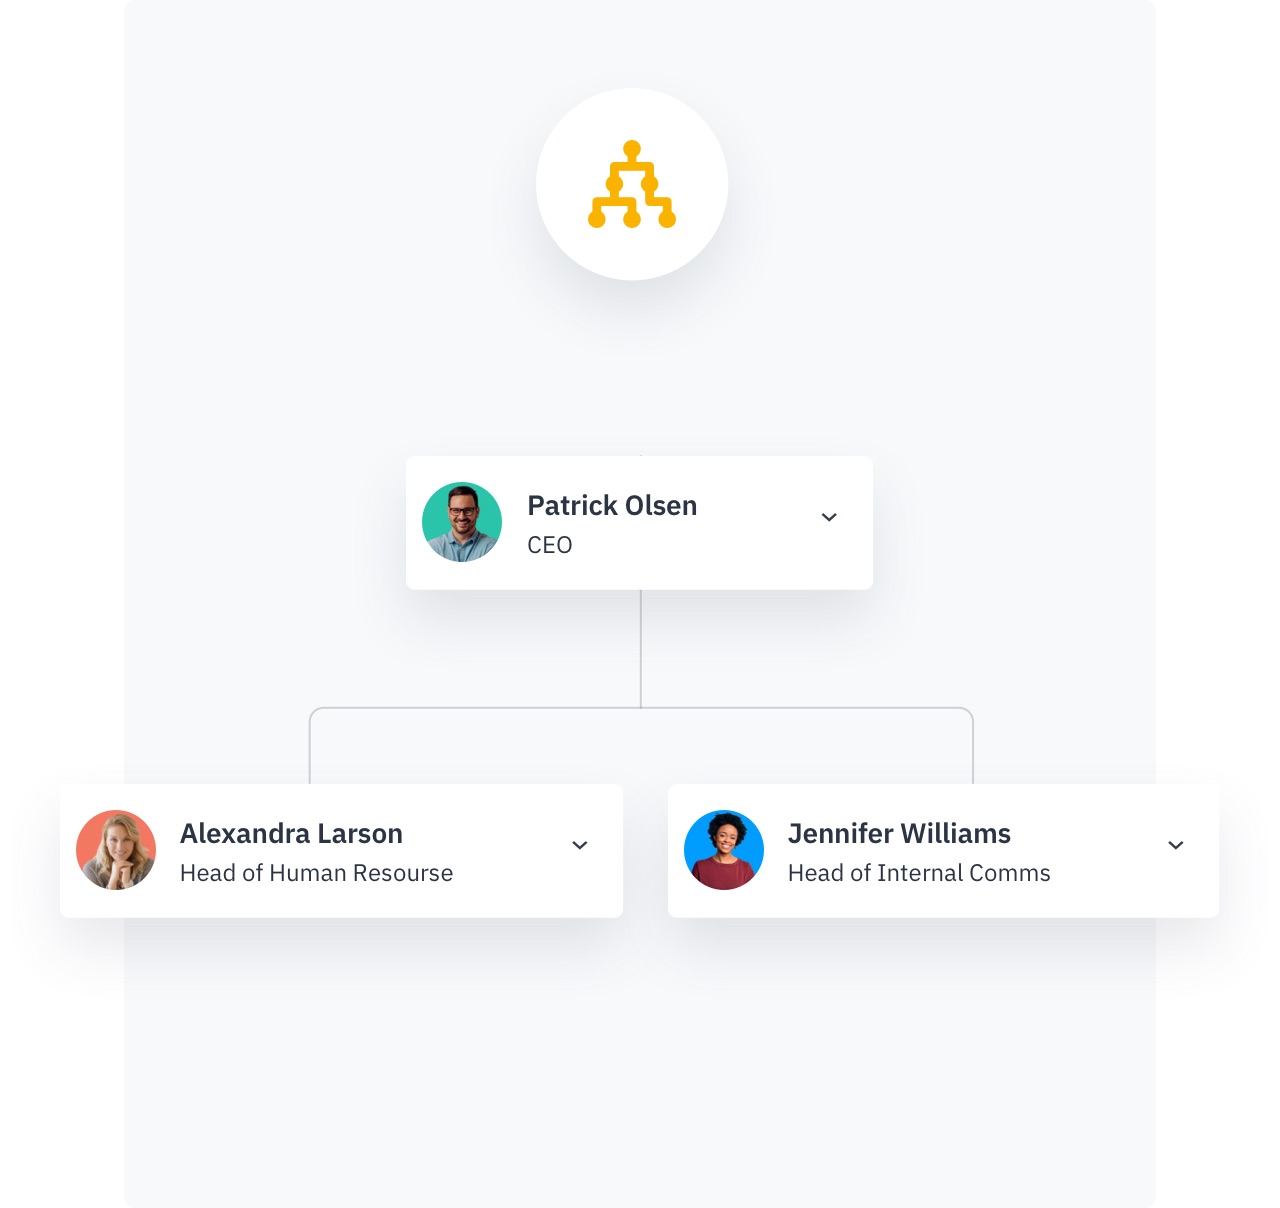 Patrick Olsen
CEO
Alexandra Larson
Head of Human Resourse
Jennifer Williams
Head of Internal Comms